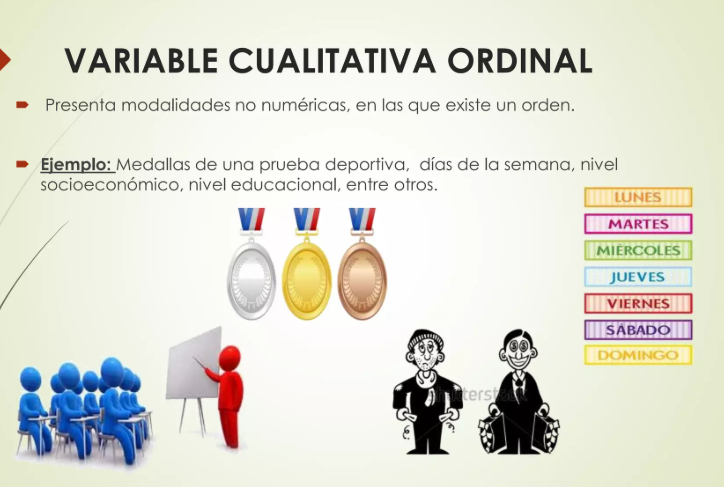 VARIABLE CUALITATIVA ORDINAL
Presenta modalidades no numéricas, en las que existe un orden.
Ejemplo: Medallas de una prueba deportiva, días de la semana, nivel
socioeconómico, nivel educacional, entre otros.
LUNES
MARTES
MIÉRCOLES
JUEVES
VIERNES
SÁBADO
DOMINGO